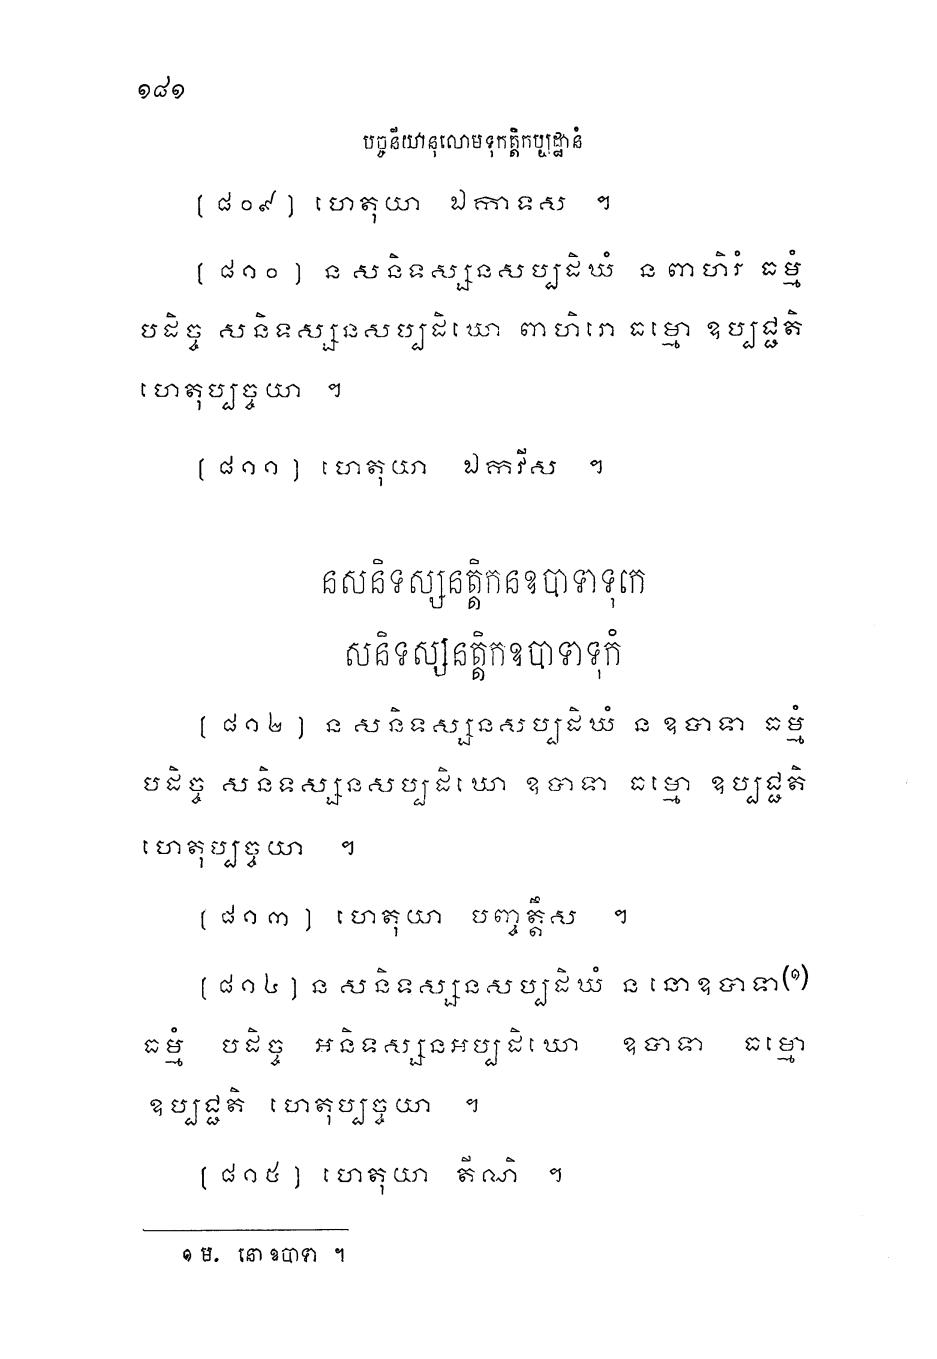 ១៨១
បច្ចនីយានុលោមទុកត្តិកប្បដ្ឋានំ
[៨០៩] ហេតុយា ឯកាទស ។
[៨១០] ន សនិទស្សនសប្បដិឃំ ន ពាហិរំ ធម្មំ
បដិច្ច សនិទស្សនសប្បដិឃោ ពាហិរោ ធម្មោ ឧប្បជ្ជតិ
ហេតុប្បច្ចយា ។
[៨១១] ហេតុយា ឯកវីស ។
នសនិទស្សនត្តិកនឧបាទាទុកេ
សនិទស្សនត្តិកឧបាទាទុកំ
[៨១២] ន សនិទស្សនសប្បដិឃំ ន ឧបាទា ធម្មំ
បដិច្ច សនិទស្សនសប្បដិឃោ ឧបាទា ធម្មោ ឧប្បជ្ជតិ
ហេតុប្បច្ចយា ។
[៨១៣] ហេតុយា បញ្ចត្តឹស ។
[៨១៤] ន សនិទស្សនសប្បដិឃំ ន នោឧបាទា(១)
ធម្មំ បដិច្ច អនិទស្សនអប្បដិឃោ ឧបាទា ធម្មោ
ឧប្បជ្ជតិ ហេតុប្បច្ចយា ។
[៨១៥] ហេតុយា តីណិ ។
១ ម. នោឧបាទា ។